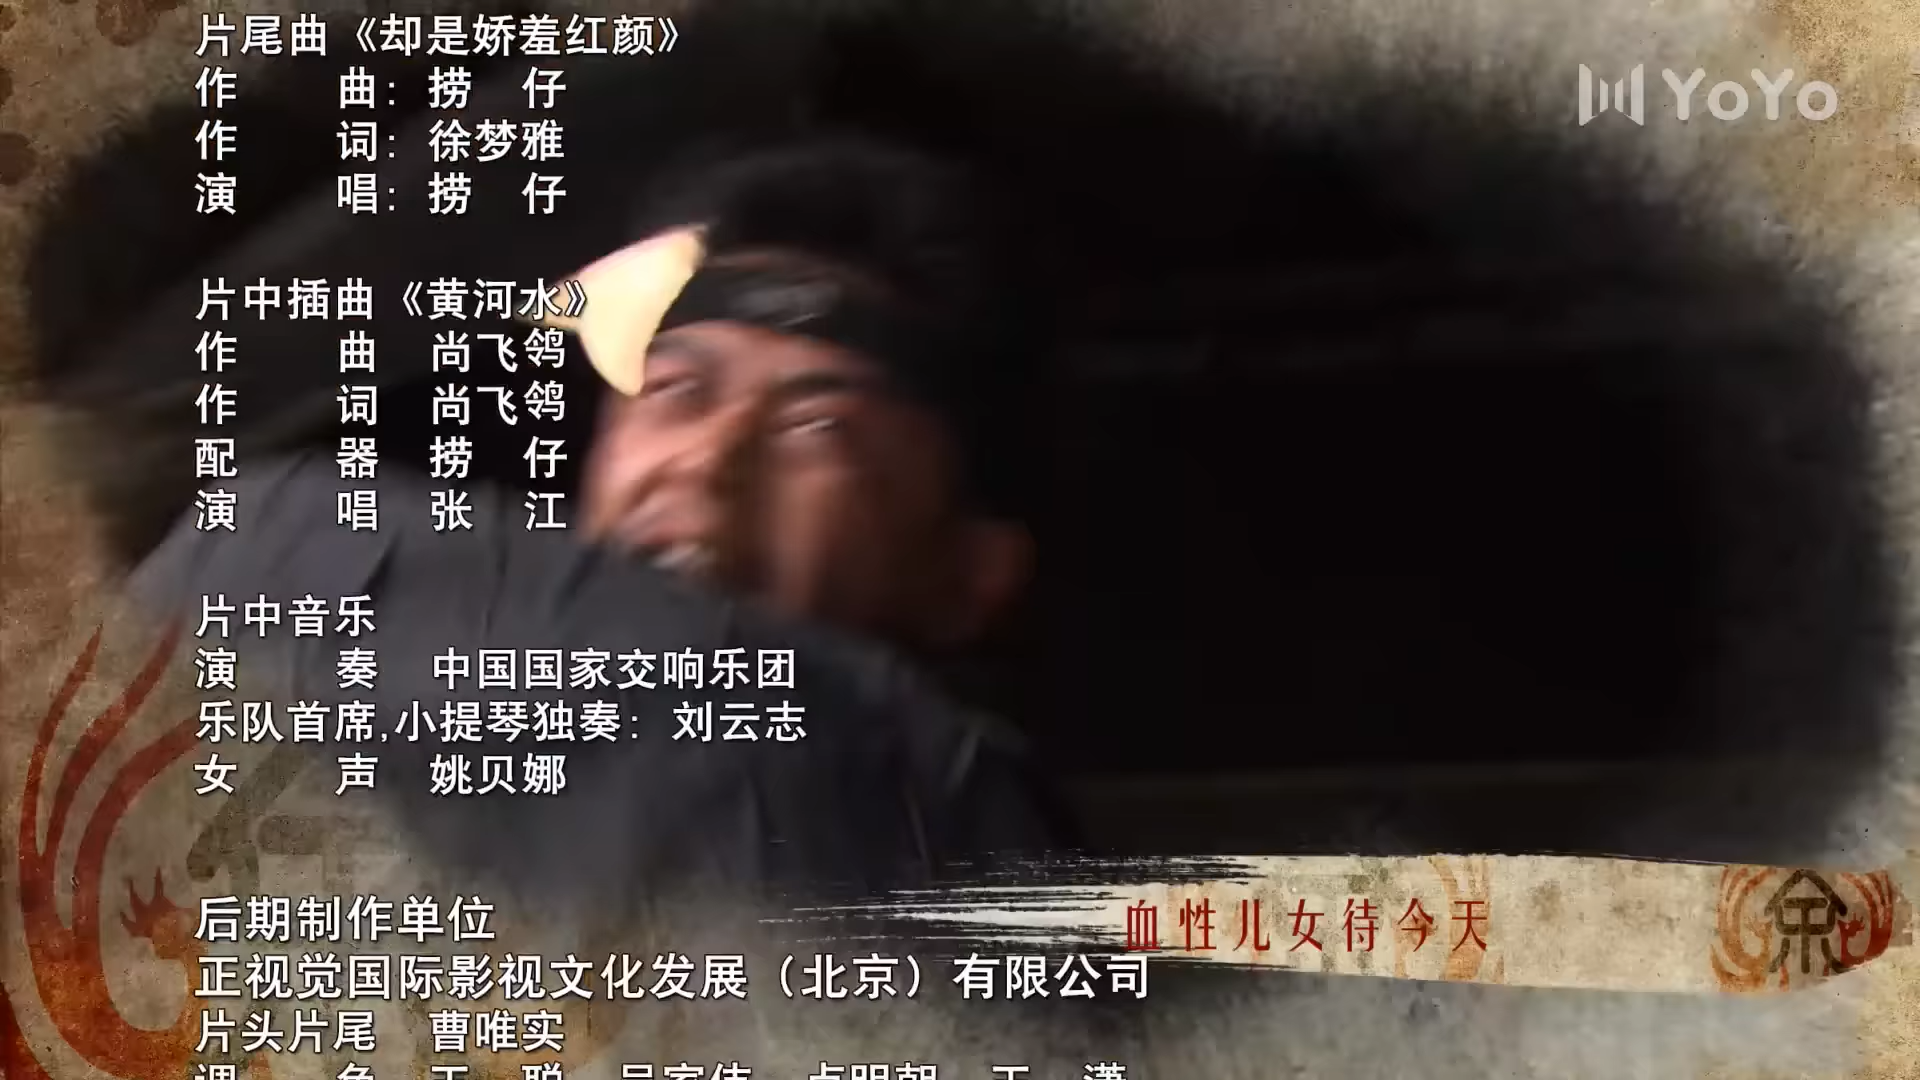 片尾曲《却是娇羞红颜》
作 曲: 捞 仔
作 词: 徐梦雅
演 唱: 捞 仔
片中插曲《黄河水》
作 曲 尚飞鸰
作 词 尚飞鸰
配 器 捞 仔
演 唱 张 江
片中音乐
演 奏 中国国家交响乐团
乐队首席,小提琴独奏: 刘云志
女 声 姚贝娜
后期制作单位
正视觉国际影视文化发展（北京）有限公司
片头片尾 曹唯实
YoYo
血性儿女待今天